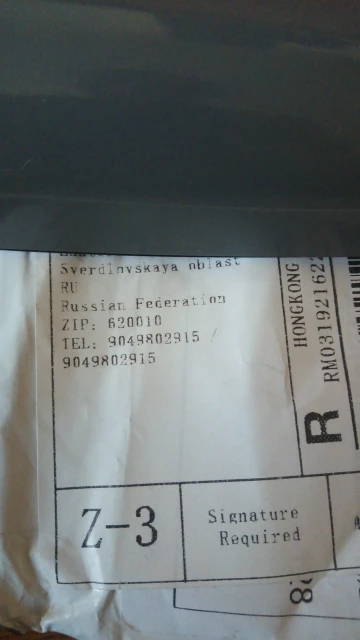 Sverdlovskaya oblast
RU
Russian Federation
ZIP: 620010
TEL: 9049802915 /
9049802915
HONGKONG
R
Z-3
Signature
Required